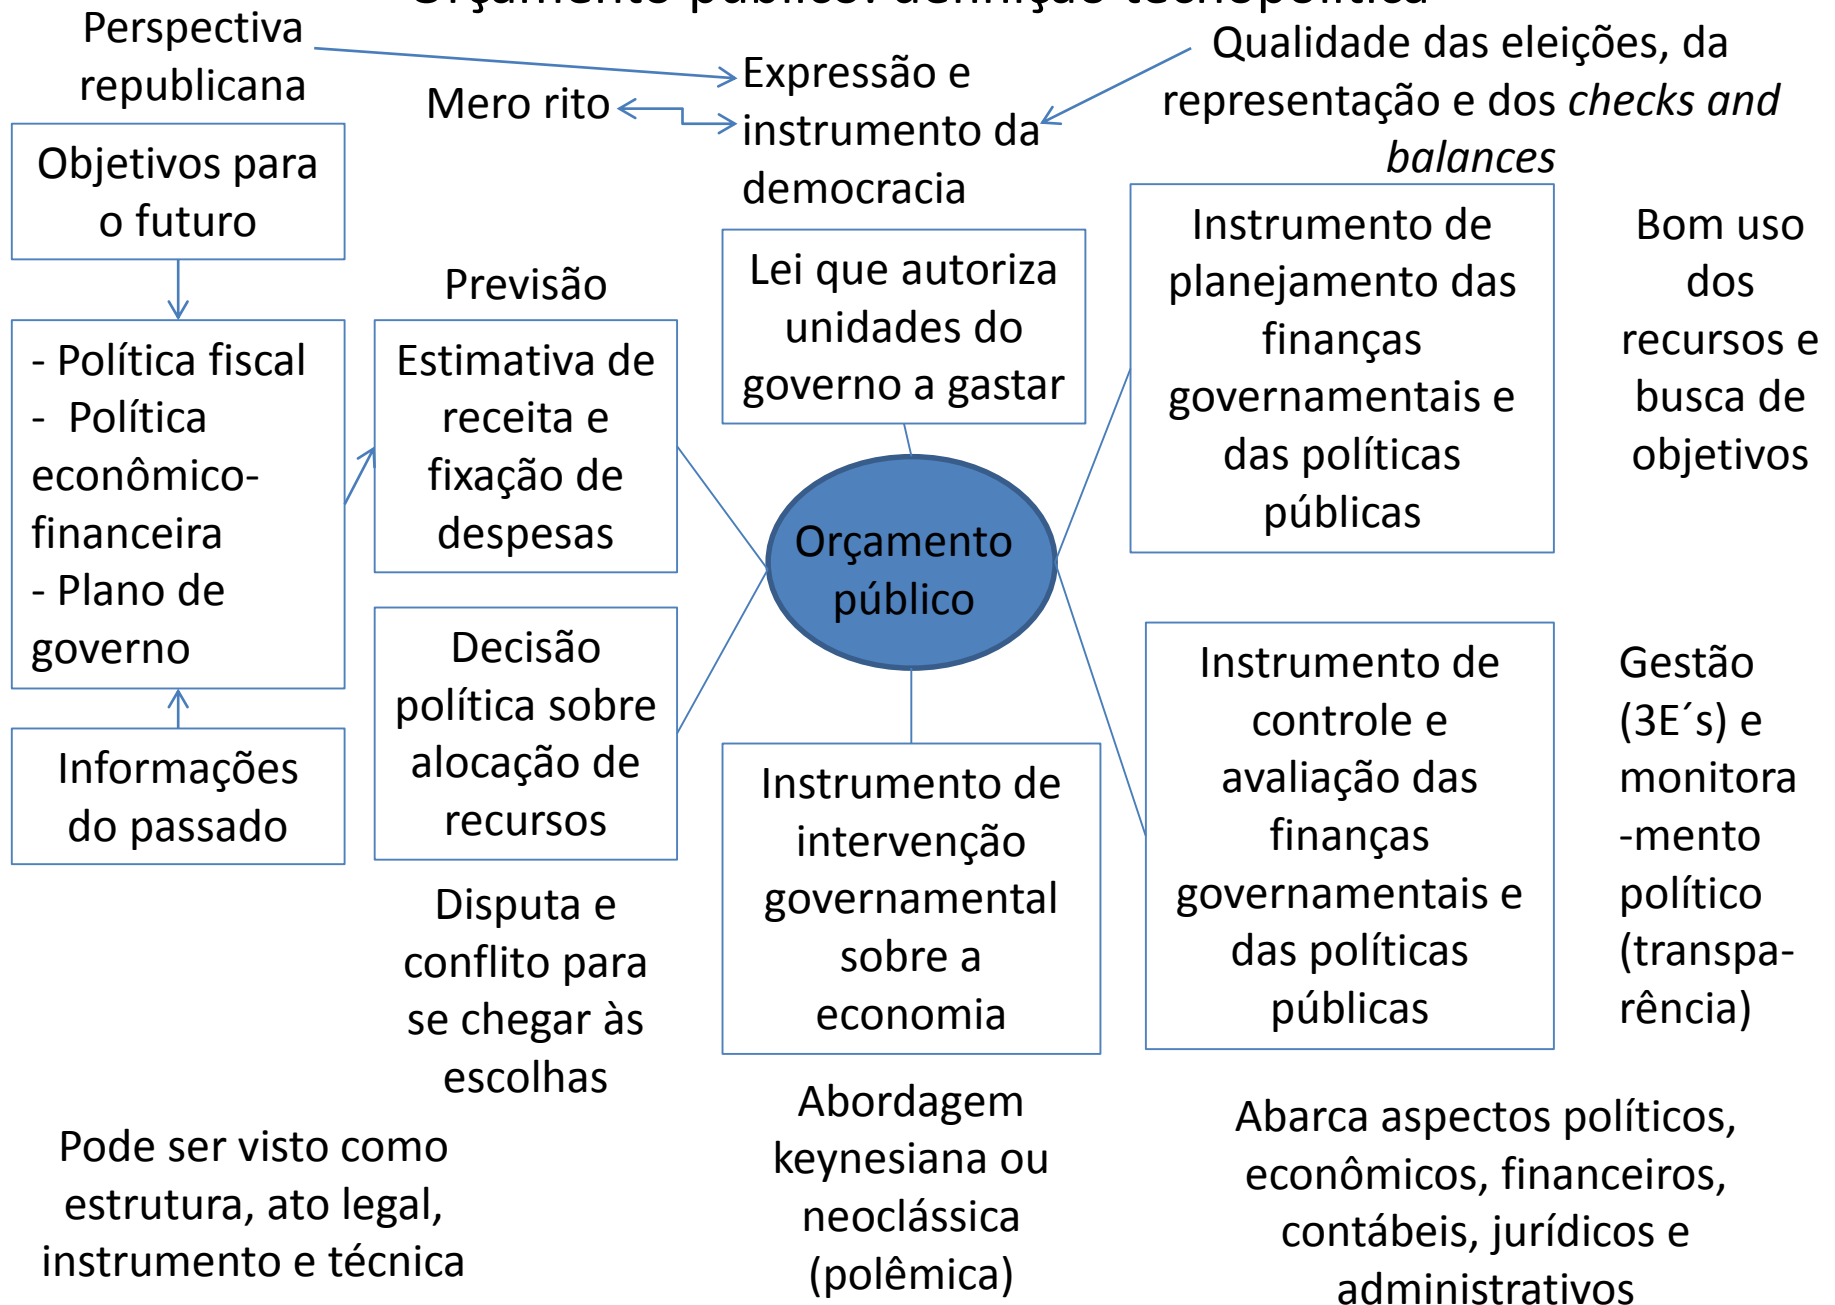 Orçamento público: definição tecnopolítica
Perspectiva
republicana
Mero rito
Expressão e
instrumento da
democracia
Qualidade das eleições, da
representação e dos checks and
balances
Objetivos para
o futuro
- Política fiscal
- Política
econômico-
financeira
- Plano de
governo
Informações
do passado
Previsão
Estimativa de
receita e
fixação de
despesas
Decisão
política sobre
alocação de
recursos
Disputa e
conflito para
se chegar às
escolhas
Lei que autoriza
unidades do
governo a gastar
Orçamento
público
Instrumento de
intervenção
governamental
sobre a
economia
Abordagem
keynesiana ou
neoclássica
(polêmica)
Instrumento de
planejamento das
finanças
governamentais e
das políticas
públicas
Bom uso
dos
recursos e
busca de
objetivos
Instrumento de
controle e
avaliação das
finanças
governamentais e
das políticas
públicas
Gestão
(3E´s) e
monitora
-mento
político
(transpa-
rência)
Pode ser visto como
estrutura, ato legal,
instrumento e técnica
Abarca aspectos políticos,
econômicos, financeiros,
contábeis, jurídicos e
administrativos